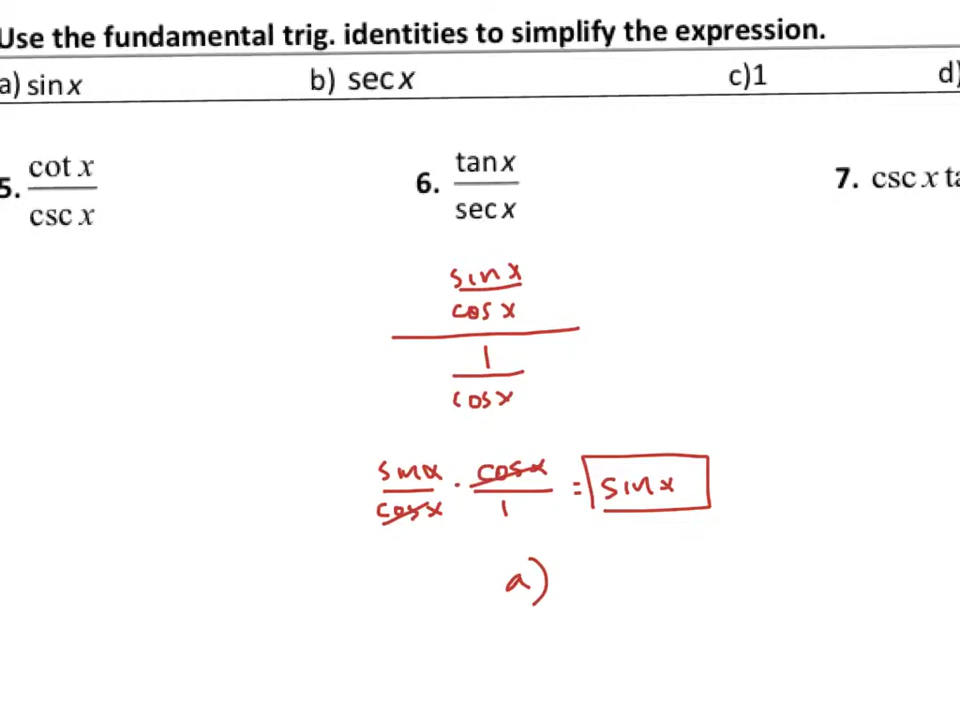 Use the fundamental trig. identities to simplify the expression.
a) sin x b) sec x c)1 d)
5. cot x / csc x 6. tan x / sec x 7. csc x ta
sin x
cos x
1
cos x
sin x / cos x · cos x / 1 = sin x
a)